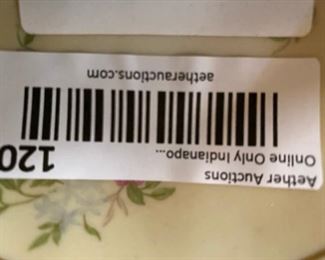 Aether Auctions
Online Only Indianapo...
120
aetherauctions.com